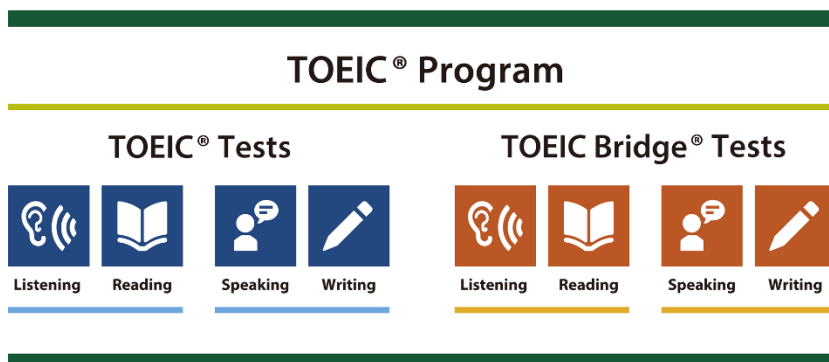 TOEIC® Program
TOEIC® Tests
Listening
Reading
Speaking
Writing
TOEIC Bridge® Tests
Listening
Reading
Speaking
Writing